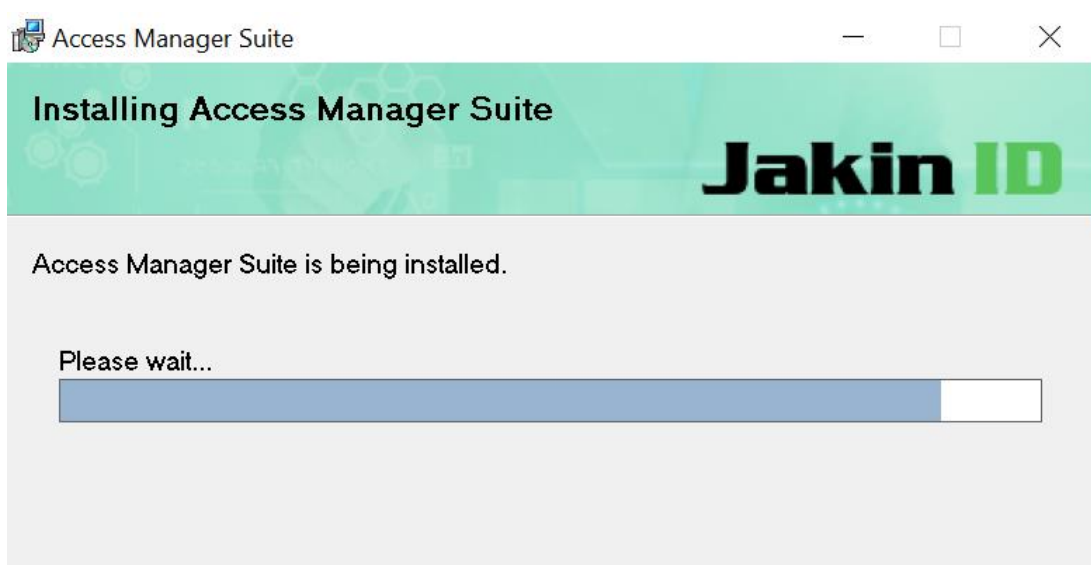 Access Manager Suite
Installing Access Manager Suite
Jakin ID
Access Manager Suite is being installed.
Please wait...